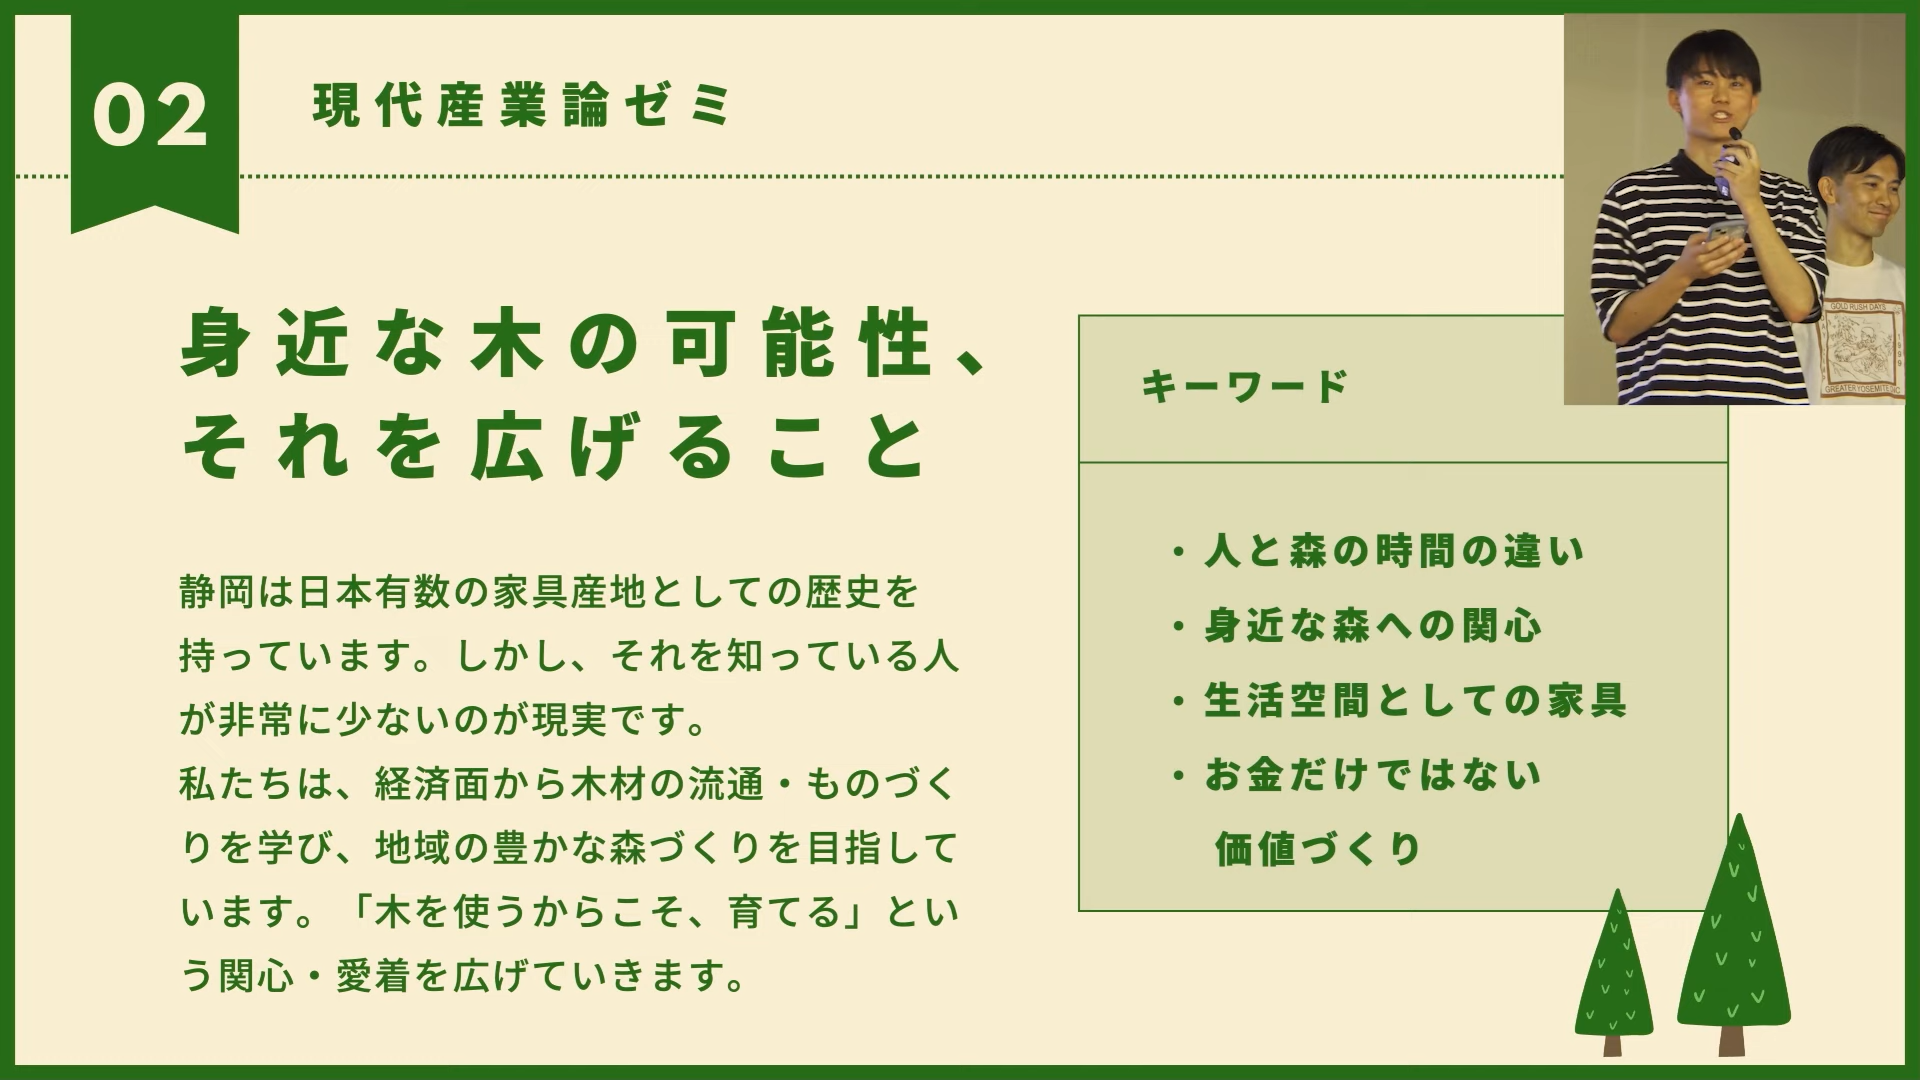 02
現代産業論ゼミ
身近な木の可能性、
それを広げること
静岡は日本有数の家具産地としての歴史を
持っています。しかし、それを知っている人
が非常に少ないのが現実です。
私たちは、経済面から木材の流通・ものづく
りを学び、地域の豊かな森づくりを目指して
います。「木を使うからこそ、育てる」とい
う関心・愛着を広げていきます。
キーワード
・人と森の時間の違い
・身近な森への関心
・生活空間としての家具
・お金だけではない
価値づくり
GOLD RUSH DAYS
1999